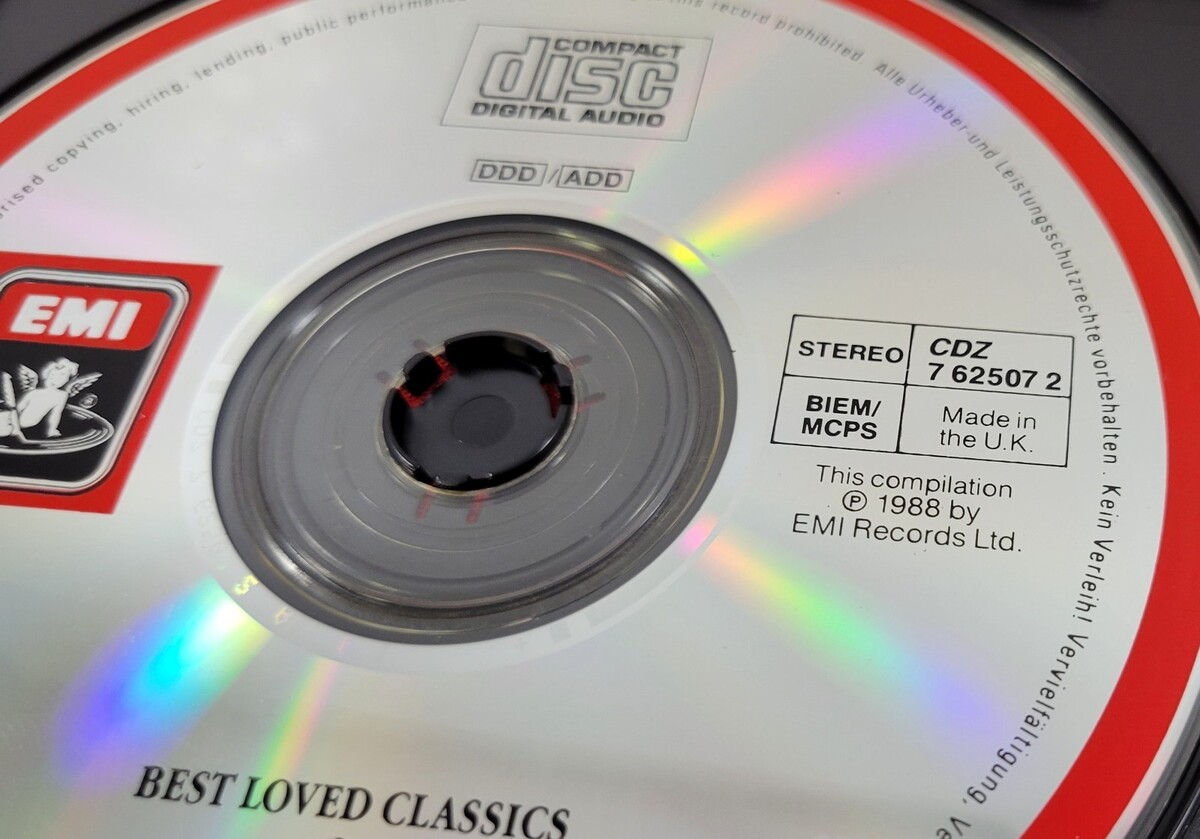 rised copying, hiring, lending, public performance
this record prohibited Alle Urheber-und Leistungsschutzrechte vorbehalten. Kein Verleih! Vervielfältigung,
COMPACT
disc
DIGITAL AUDIO
DDD / ADD
EMI
STEREO
CDZ
7 62507 2
BIEM/
MCPS
Made in
the U.K.
This compilation
℗ 1988 by
EMI Records Ltd.
BEST LOVED CLASSICS